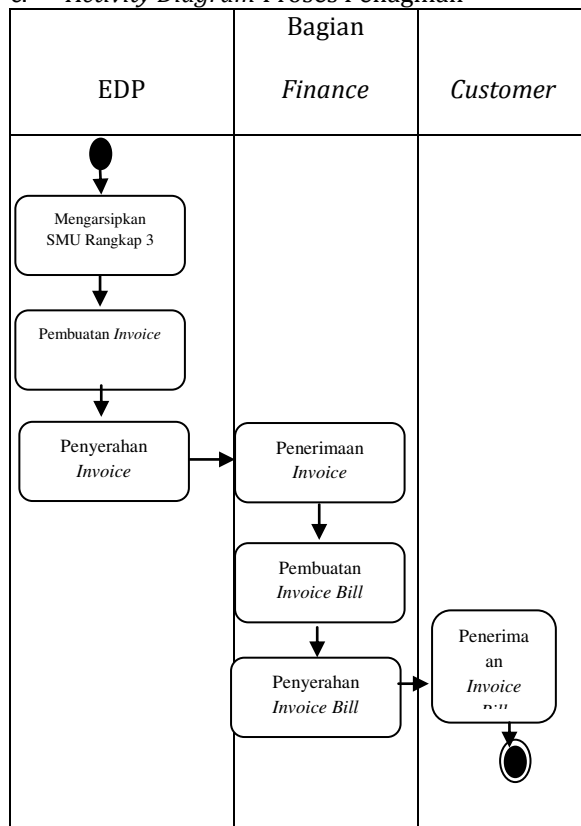 Activity Diagram Proses Penagihan
Bagian
EDP
Finance
Customer
Mengarsipkan
SMU Rangkap 3
Pembuatan Invoice
Penyerahan
Invoice
Penerimaan
Invoice
Pembuatan
Invoice Bill
Penyerahan
Invoice Bill
Penerima
an
Invoice